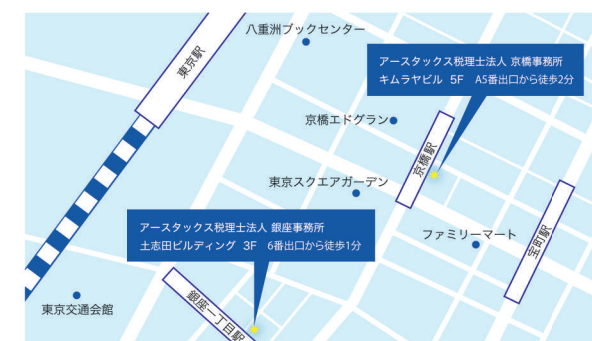 八重洲ブックセンター
東京駅
アースタックス税理士法人 京橋事務所
キムラヤビル 5F A5番出口から徒歩2分
京橋エドグラン
京橋駅
東京スクエアガーデン
アースタックス税理士法人 銀座事務所
土志田ビルディング 3F 6番出口から徒歩1分
ファミリーマート
宝町駅
東京交通会館
銀座一丁目駅